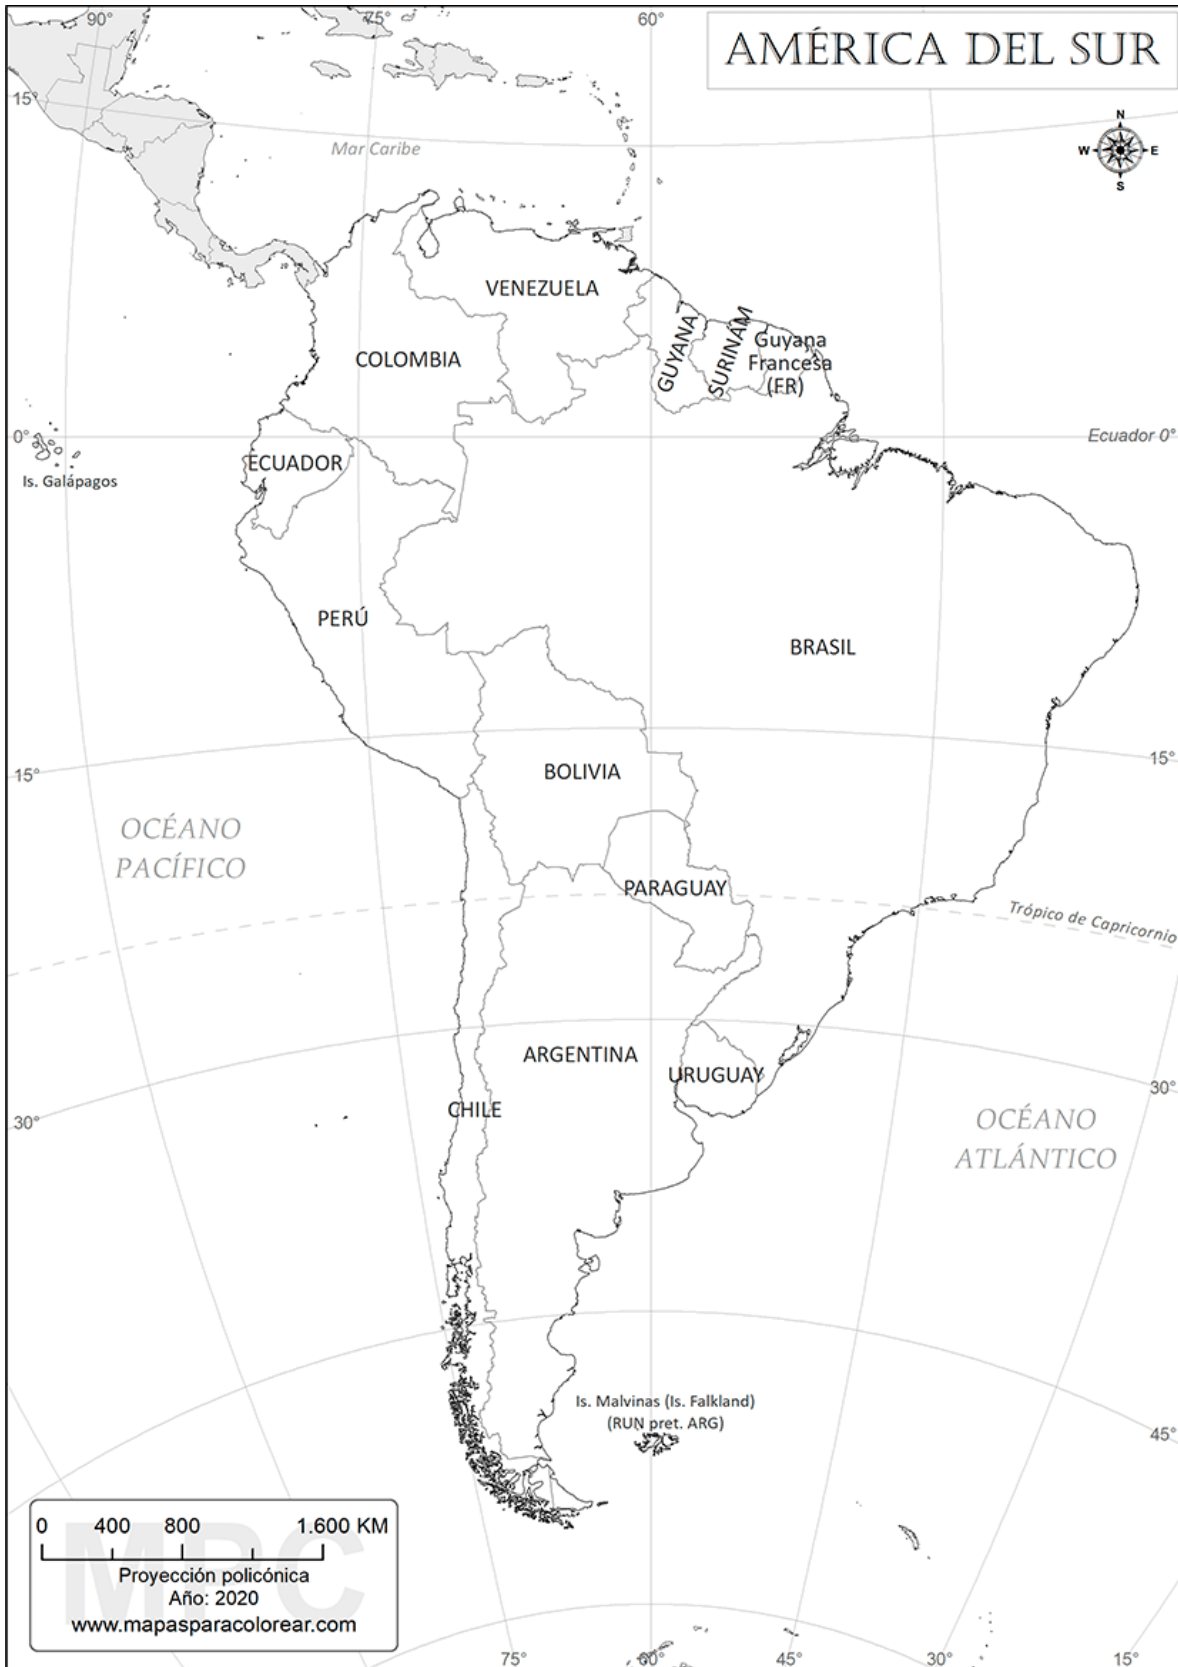 90°
75°
60°
AMÉRICA DEL SUR
15°
N
W
E
S
Mar Caribe
VENEZUELA
GUYANA
SURINAM
Guyana
Francesa
(FR)
COLOMBIA
0°
Ecuador 0°
ECUADOR
Is. Galápagos
PERÚ
BRASIL
15°
15°
BOLIVIA
OCÉANO
PACÍFICO
PARAGUAY
Trópico de Capricornio
ARGENTINA
URUGUAY
30°
CHILE
30°
OCÉANO
ATLÁNTICO
Is. Malvinas (Is. Falkland)
(RUN pret. ARG)
45°
0 400 800 1.600 KM
MPC
Proyección policónica
Año: 2020
www.mapasparacolorear.com
75°
60°
45°
30°
15°